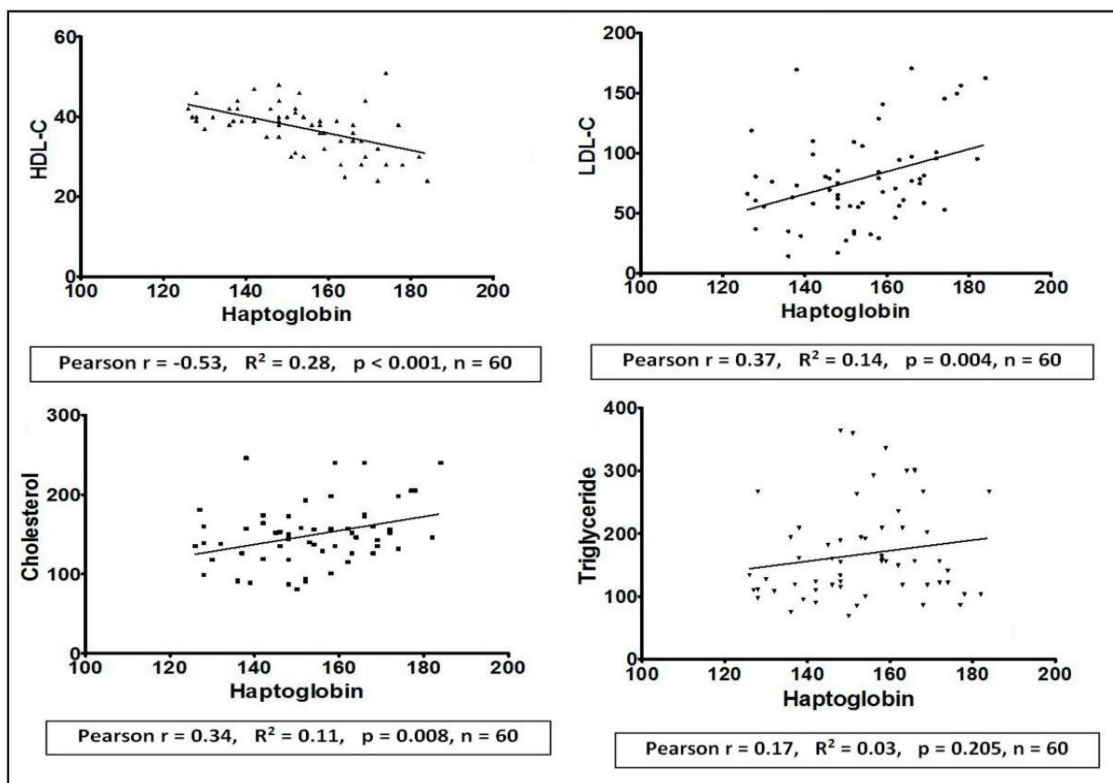 60
40
20
0
HDL-C
100 120 140 160 180 200
Haptoglobin
Pearson r = -0.53, R² = 0.28, p < 0.001, n = 60
200
150
100
50
0
LDL-C
100 120 140 160 180 200
Haptoglobin
Pearson r = 0.37, R² = 0.14, p = 0.004, n = 60
300
200
100
0
Cholesterol
100 120 140 160 180 200
Haptoglobin
Pearson r = 0.34, R² = 0.11, p = 0.008, n = 60
400
300
200
100
0
Triglyceride
100 120 140 160 180 200
Haptoglobin
Pearson r = 0.17, R² = 0.03, p = 0.205, n = 60